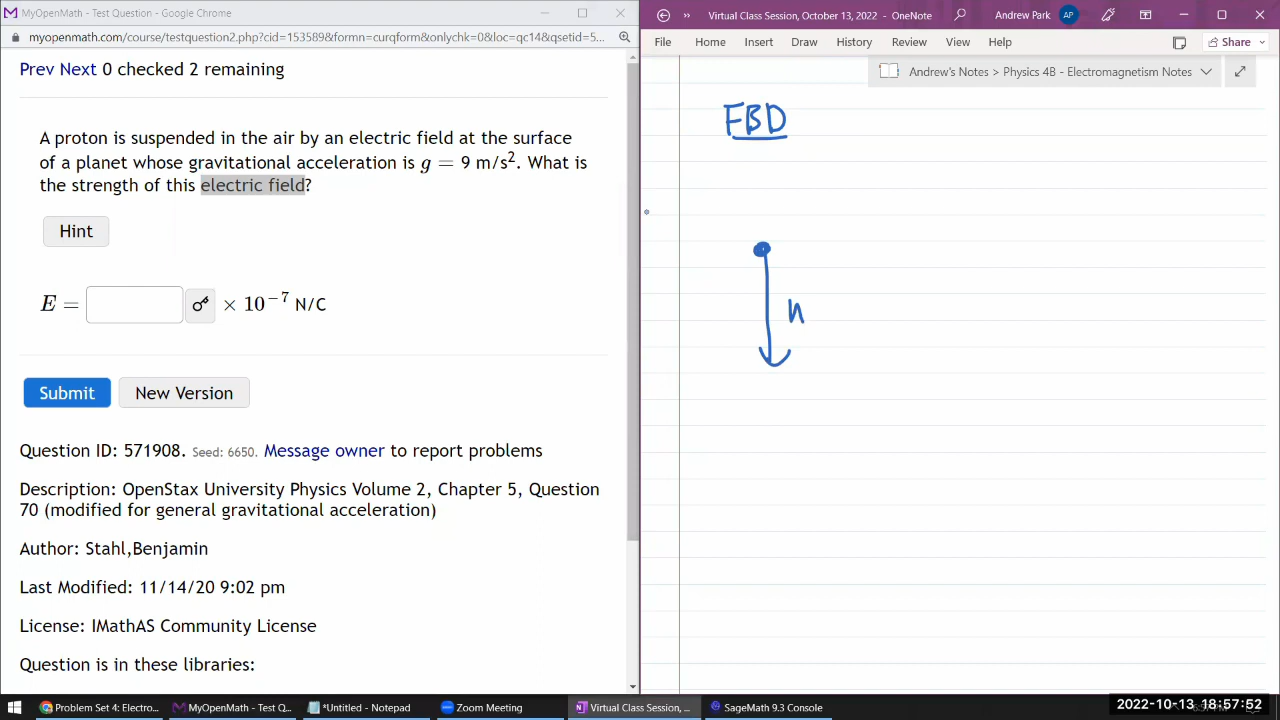 MyOpenMath - Test Question - Google Chrome
myopenmath.com/course/testquestion2.php?cid=153589&formn=curqform&onlychk=0&loc=qc14&qsetid=5...
Prev Next 0 checked 2 remaining
A proton is suspended in the air by an electric field at the surface
of a planet whose gravitational acceleration is g = 9 m/s². What is
the strength of this electric field?
Hint
E = × 10⁻⁷ N/C
Submit
New Version
Question ID: 571908. Seed: 6650. Message owner to report problems
Description: OpenStax University Physics Volume 2, Chapter 5, Question
70 (modified for general gravitational acceleration)
Author: Stahl,Benjamin
Last Modified: 11/14/20 9:02 pm
License: IMathAS Community License
Question is in these libraries:
Virtual Class Session, October 13, 2022 - OneNote
Andrew Park
AP
File Home Insert Draw History Review View Help
Share
Andrew's Notes > Physics 4B - Electromagnetism Notes
FBD
Problem Set 4: Electro...
MyOpenMath - Test Q...
*Untitled - Notepad
Zoom Meeting
Virtual Class Session, ...
SageMath 9.3 Console
2022-10-13 18:57:52